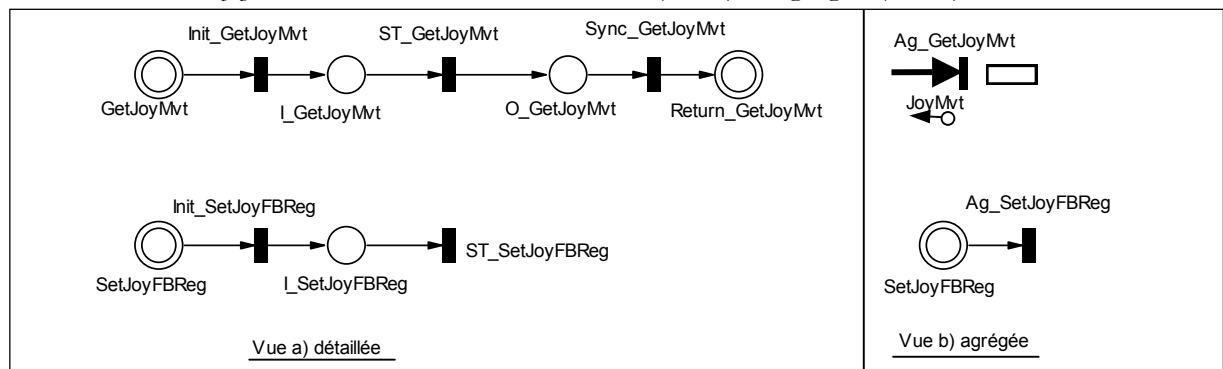 Init_GetJoyMvt
ST_GetJoyMvt
Sync_GetJoyMvt
GetJoyMvt
I_GetJoyMvt
O_GetJoyMvt
Return_GetJoyMvt
Init_SetJoyFBReg
SetJoyFBReg
I_SetJoyFBReg
ST_SetJoyFBReg
Vue a) détaillée
Ag_GetJoyMvt
JoyMvt
Ag_SetJoyFBReg
SetJoyFBReg
Vue b) agrégée